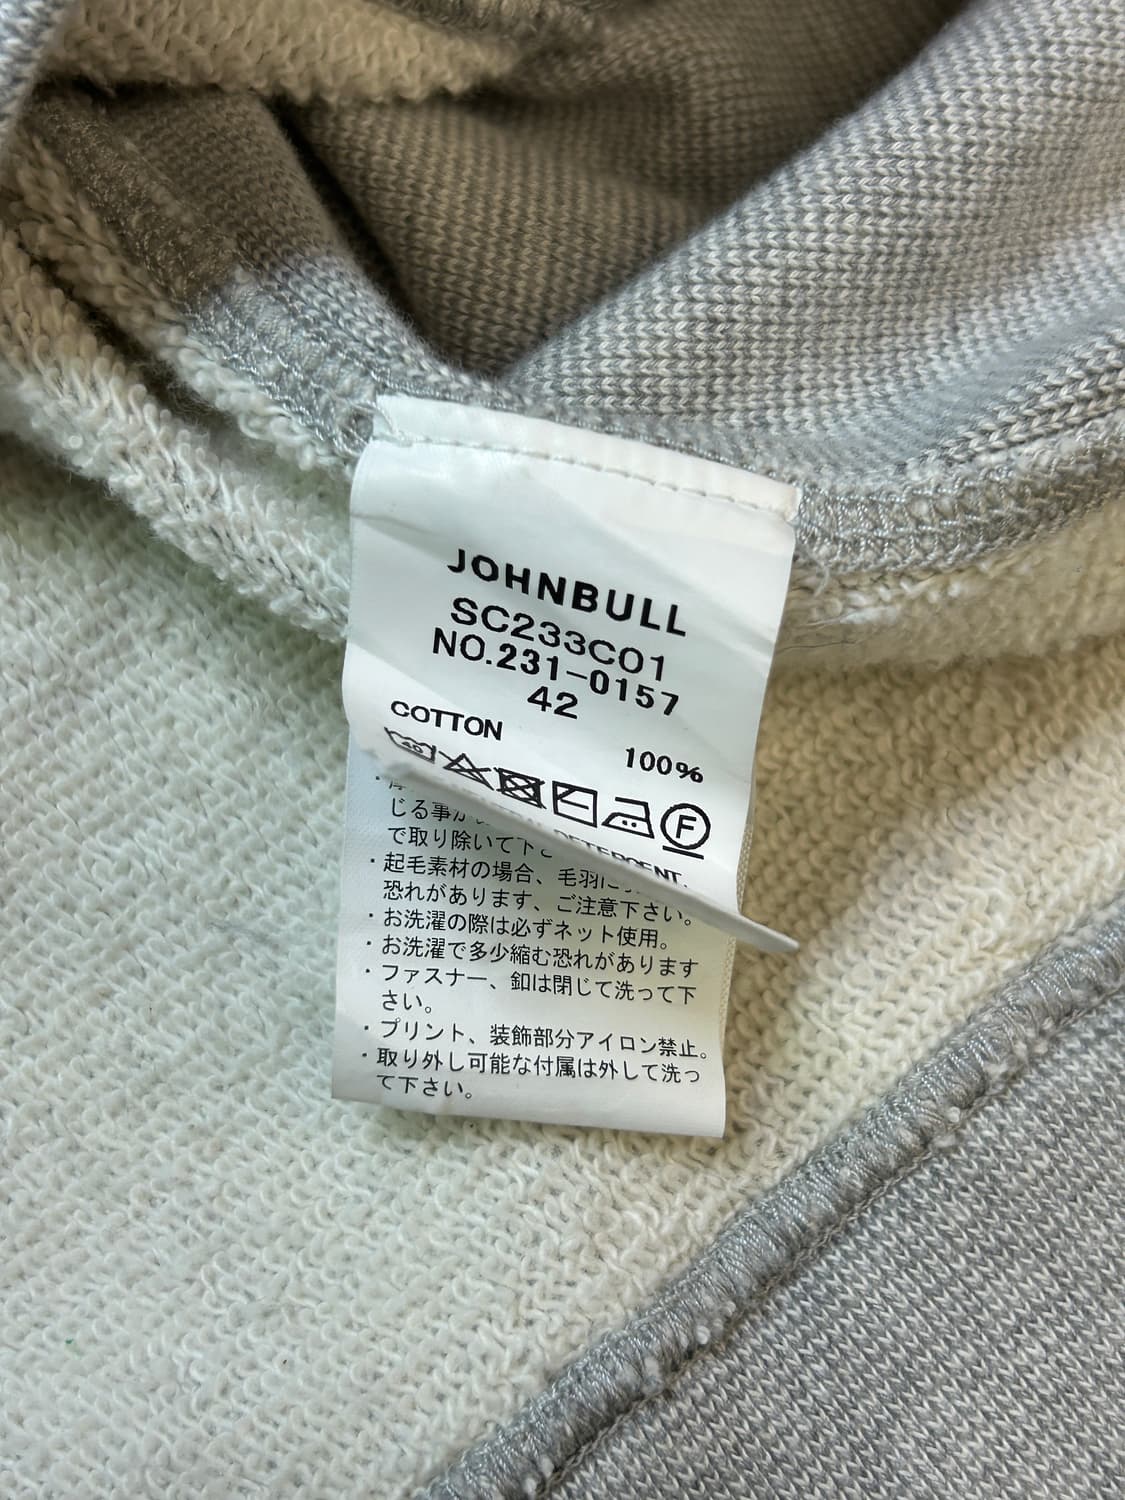 JOHNBULL
SC233C01
NO.231-0157
42
COTTON 100%
40
F
DETERGENT.
じる事が
で取り除いて下
・起毛素材の場合、毛羽に
恐れがあります、ご注意下さい。
・お洗濯の際は必ずネット使用。
・お洗濯で多少縮む恐れがあります
・ファスナー、釦は閉じて洗って下
さい。
・プリント、装飾部分アイロン禁止。
・取り外し可能な付属は外して洗っ
て下さい。